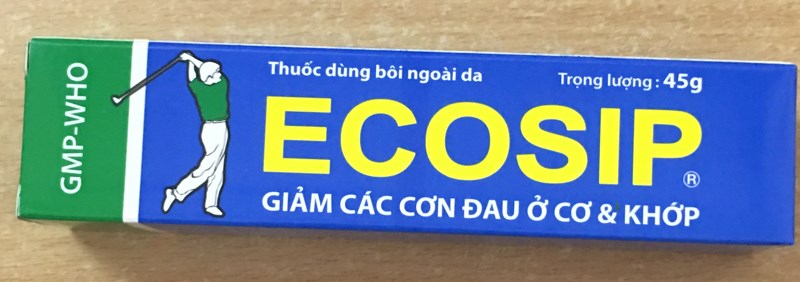 GMP-WHO
Thuốc dùng bôi ngoài da
Trọng lượng : 45g
ECOSIP®
GIẢM CÁC CƠN ĐAU Ở CƠ & KHỚP